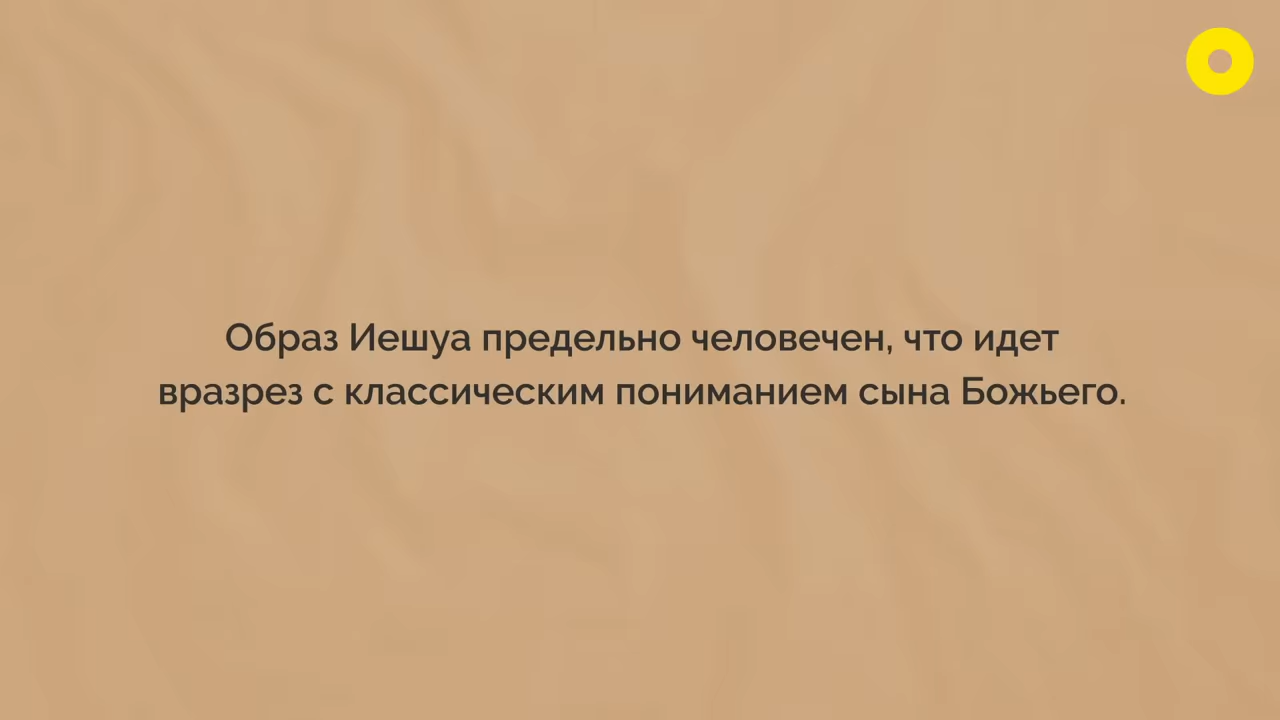 Образ Иешуа предельно человечен, что идет
вразрез с классическим пониманием сына Божьего.